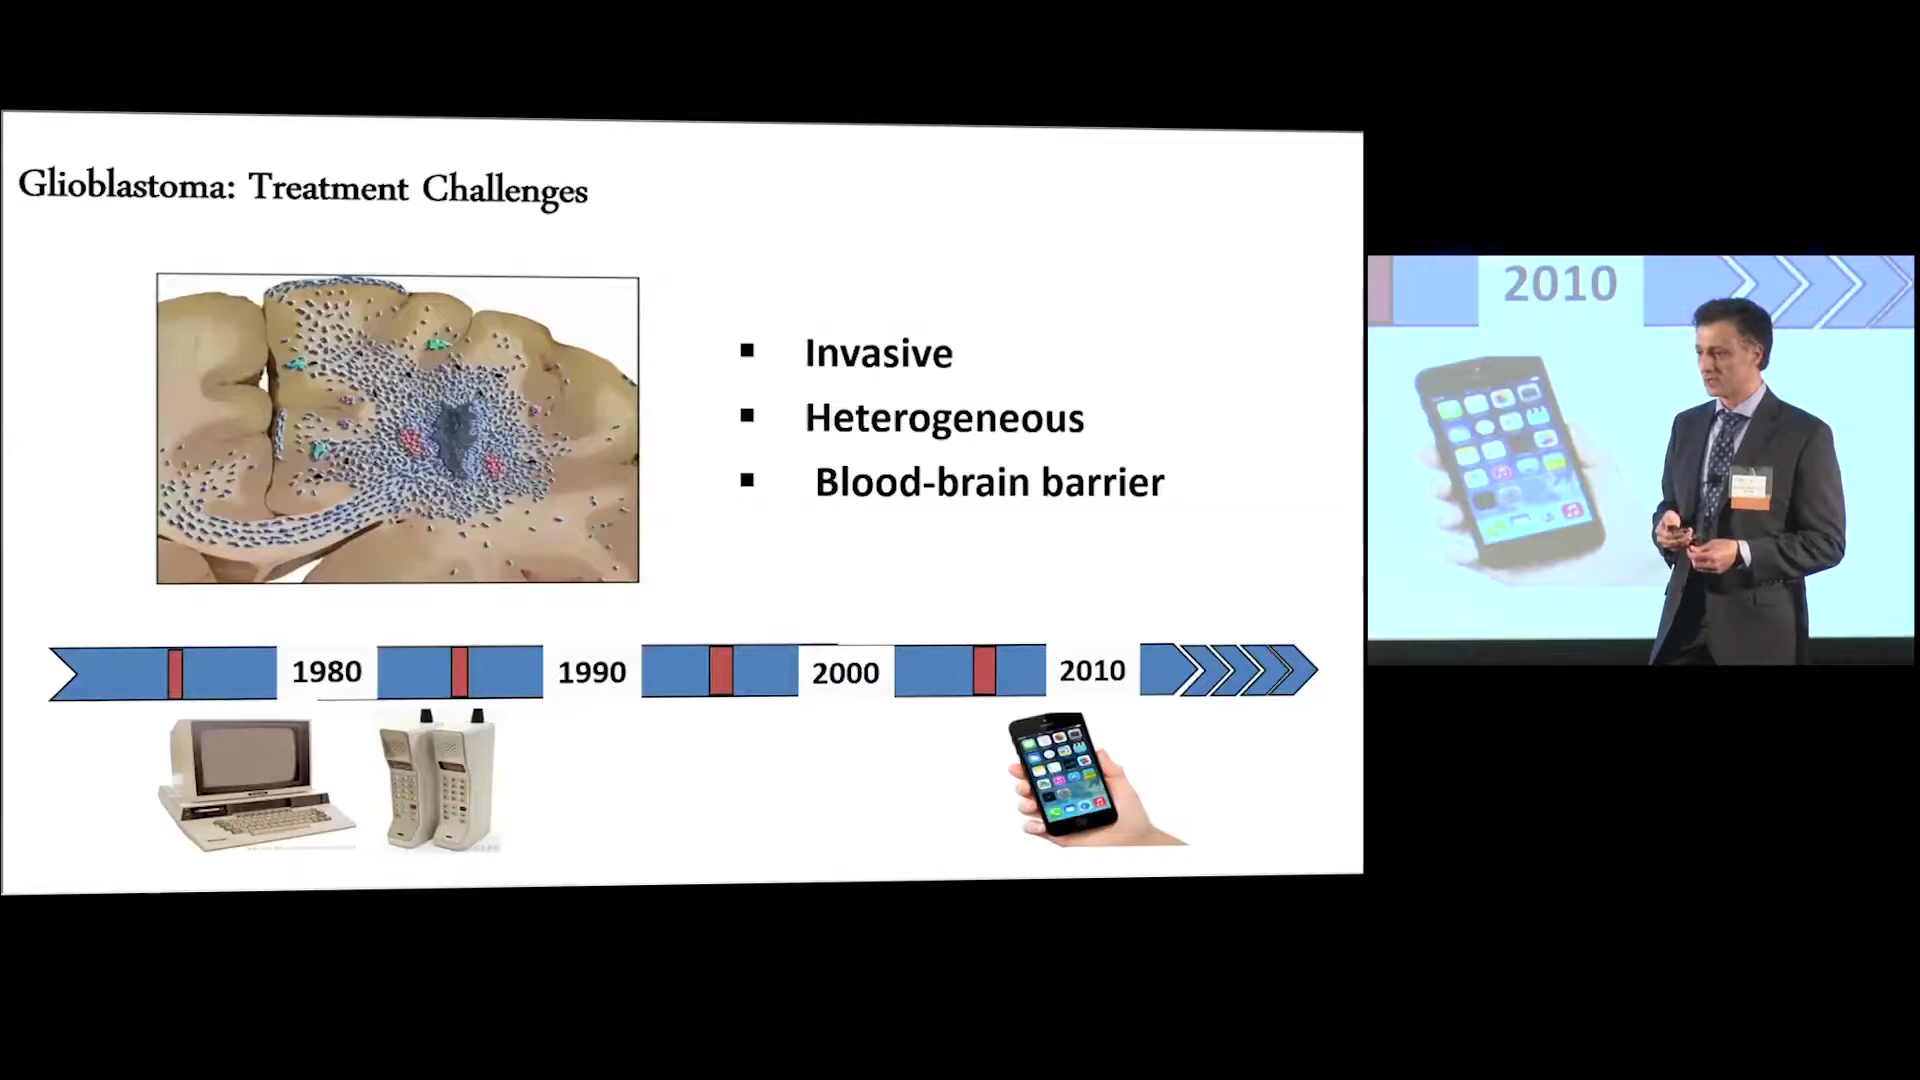 Glioblastoma: Treatment Challenges
▪ Invasive
▪ Heterogeneous
▪ Blood-brain barrier
1980 1990 2000 2010
2010